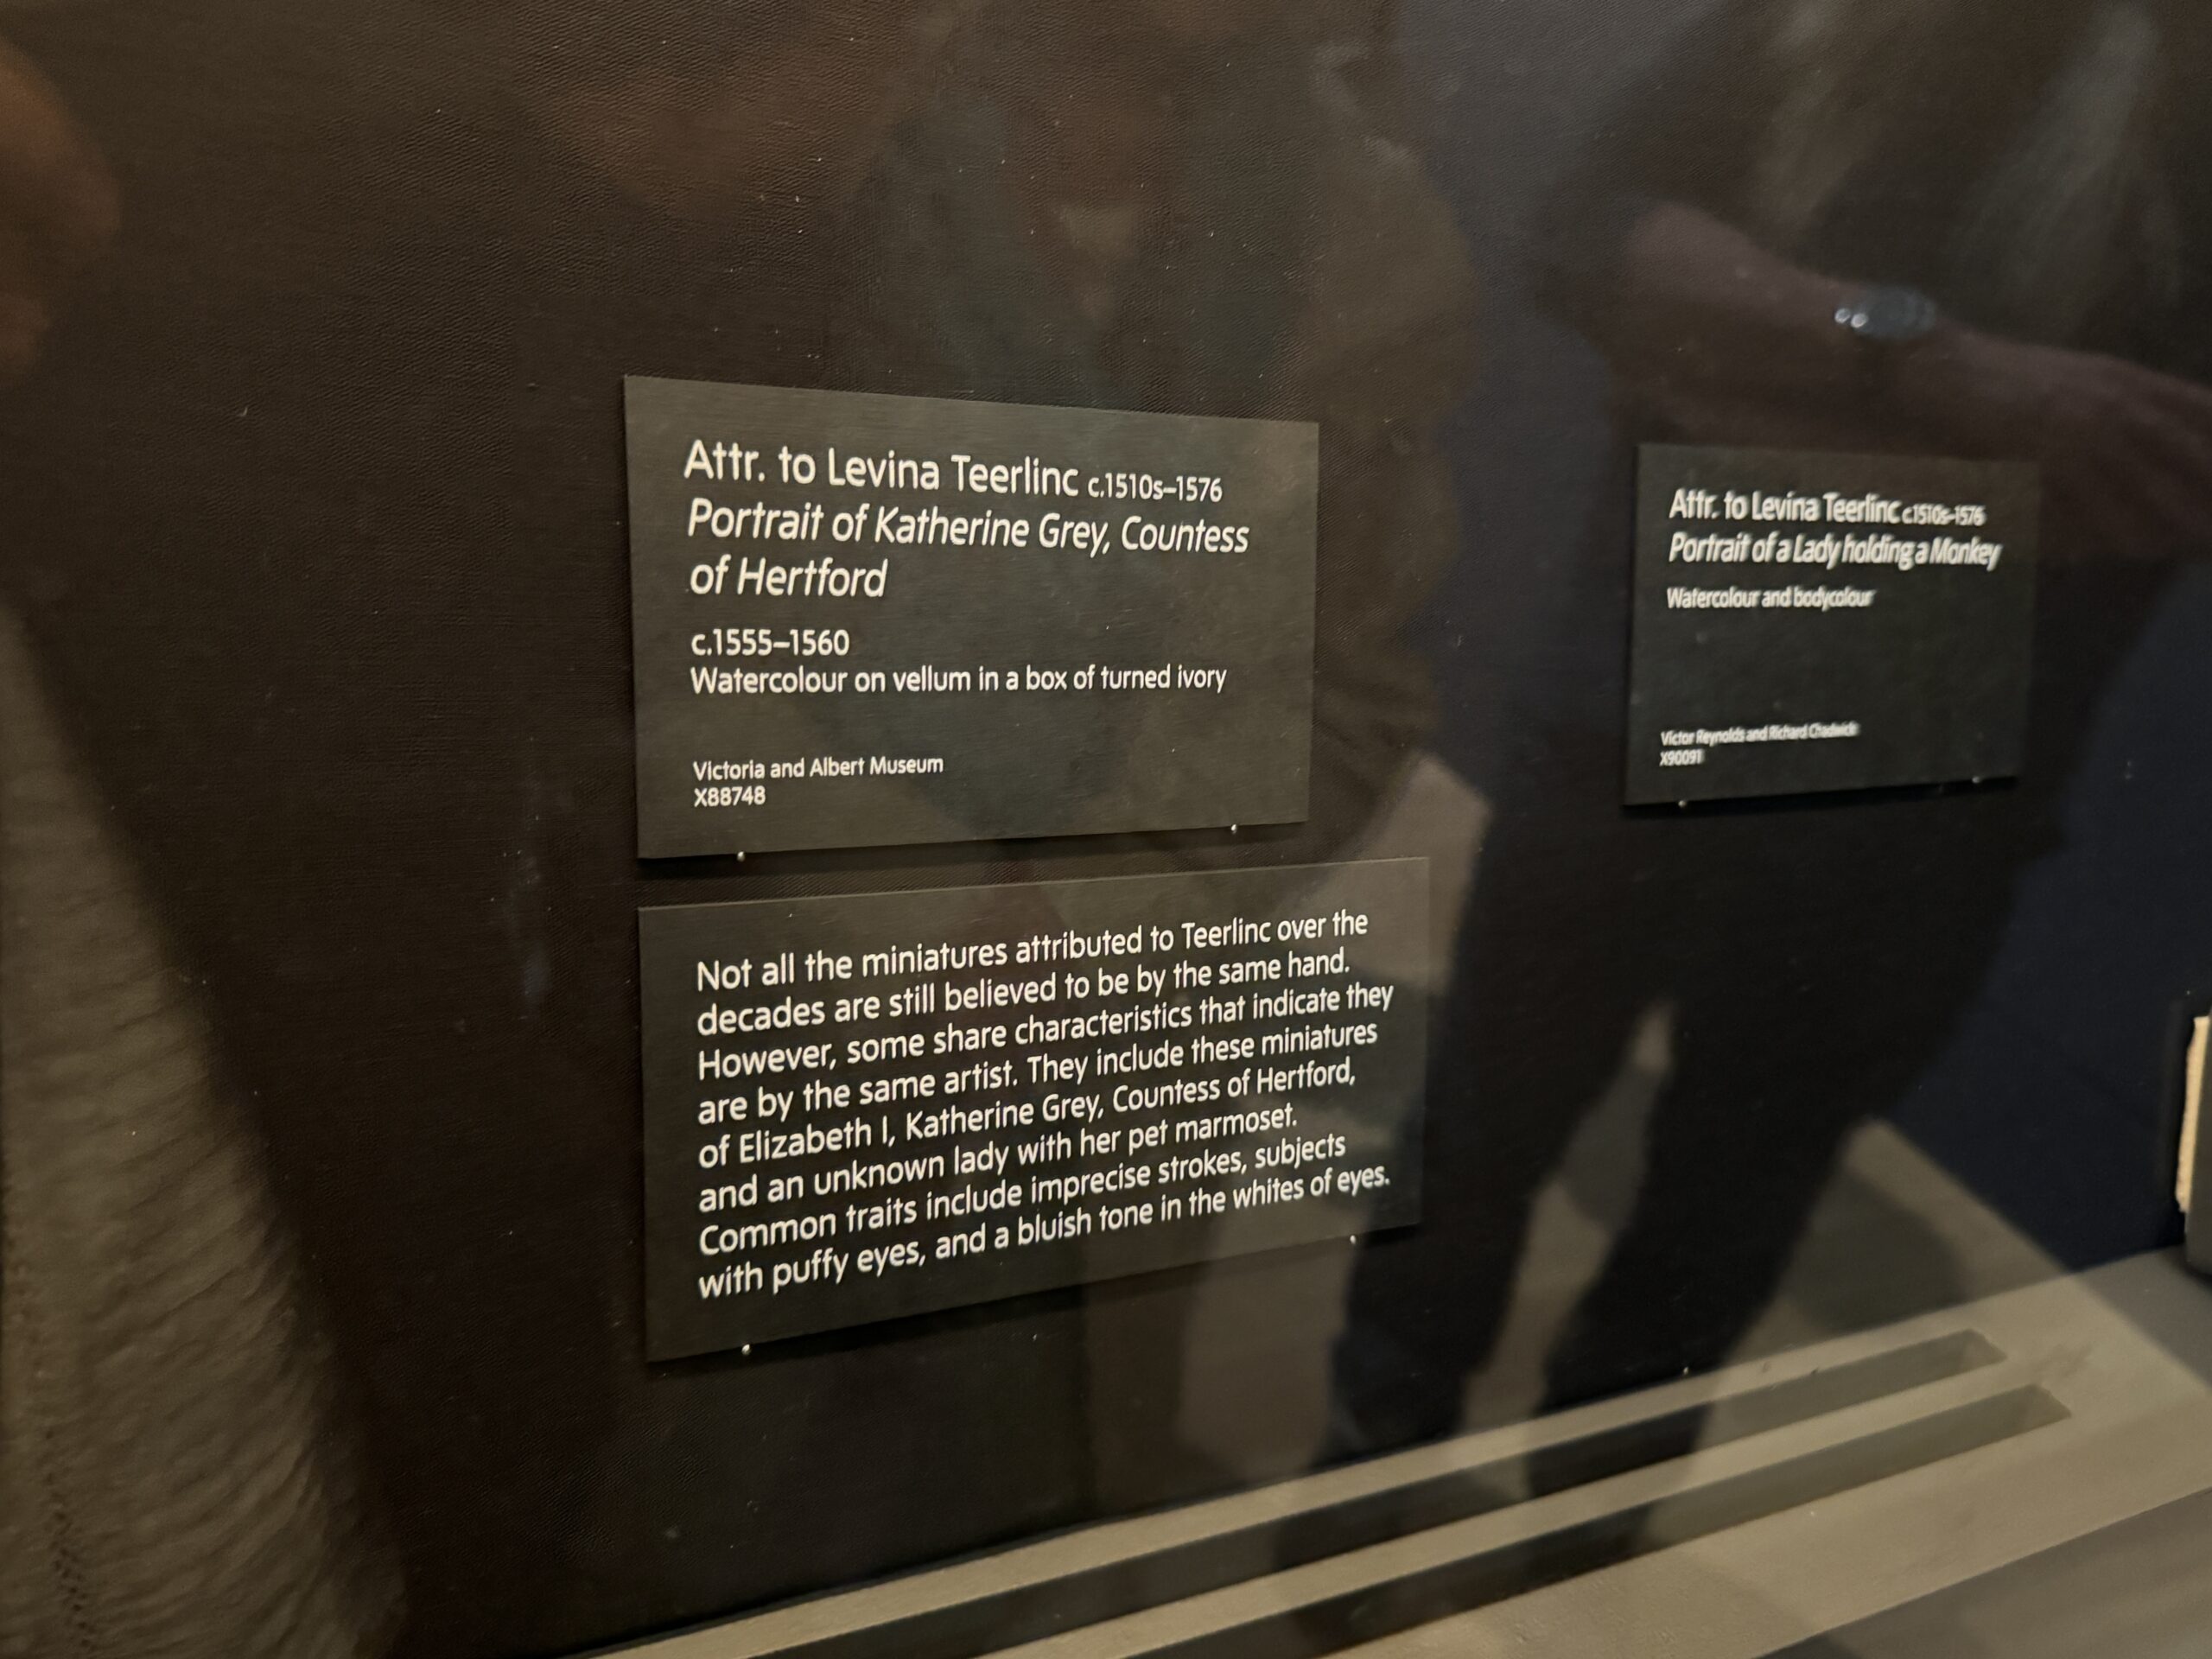 Attr. to Levina Teerlinc c.1510s–1576
Portrait of Katherine Grey, Countess
of Hertford
c.1555–1560
Watercolour on vellum in a box of turned ivory
Victoria and Albert Museum
X88748
Not all the miniatures attributed to Teerlinc over the
decades are still believed to be by the same hand.
However, some share characteristics that indicate they
are by the same artist. They include these miniatures
of Elizabeth I, Katherine Grey, Countess of Hertford,
and an unknown lady with her pet marmoset.
Common traits include imprecise strokes, subjects
with puffy eyes, and a bluish tone in the whites of eyes.
Attr. to Levina Teerlinc c.1510s–1576
Portrait of a Lady holding a Monkey
Watercolour and bodycolour
Victor Reynolds and Richard Chadwick
X90091